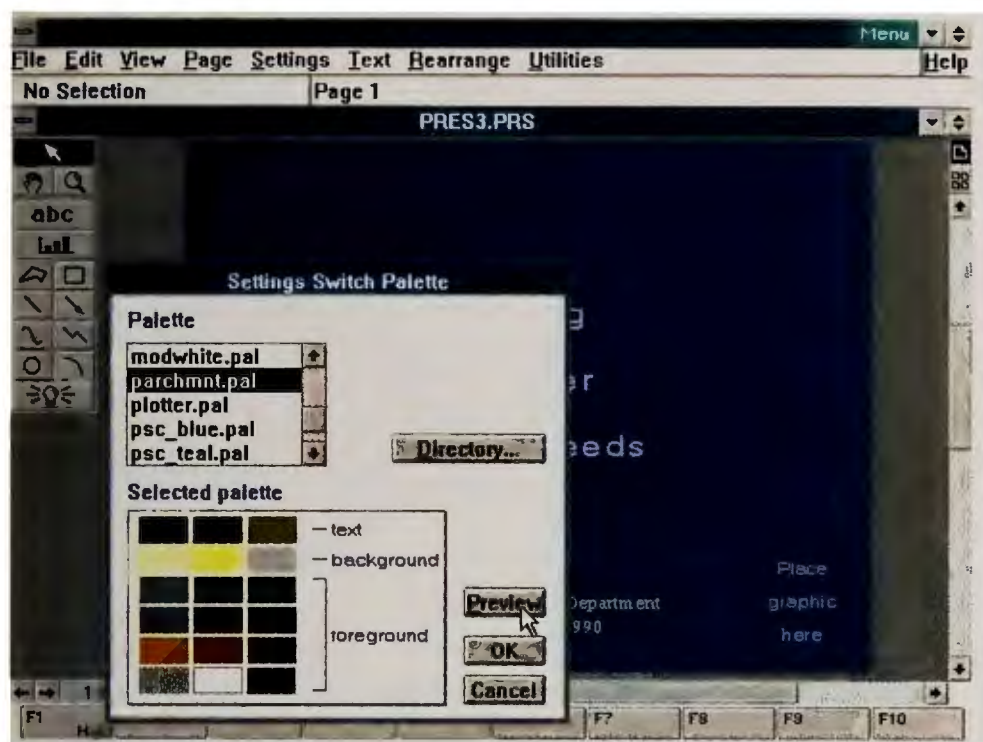 Menu
File Edit View Page Settings Text Rearrange Utilities Help
No Selection Page 1
PRES3.PRS
abc
Settings Switch Palette
Palette
modwhite.pal
parchmnt.pal
plotter.pal
psc_blue.pal
psc_teal.pal
Directory...
Selected palette
text
background
foreground
Preview
OK
Cancel
g
er
eeds
Department
990
Place
graphic
here
1
F1 F7 F8 F9 F10